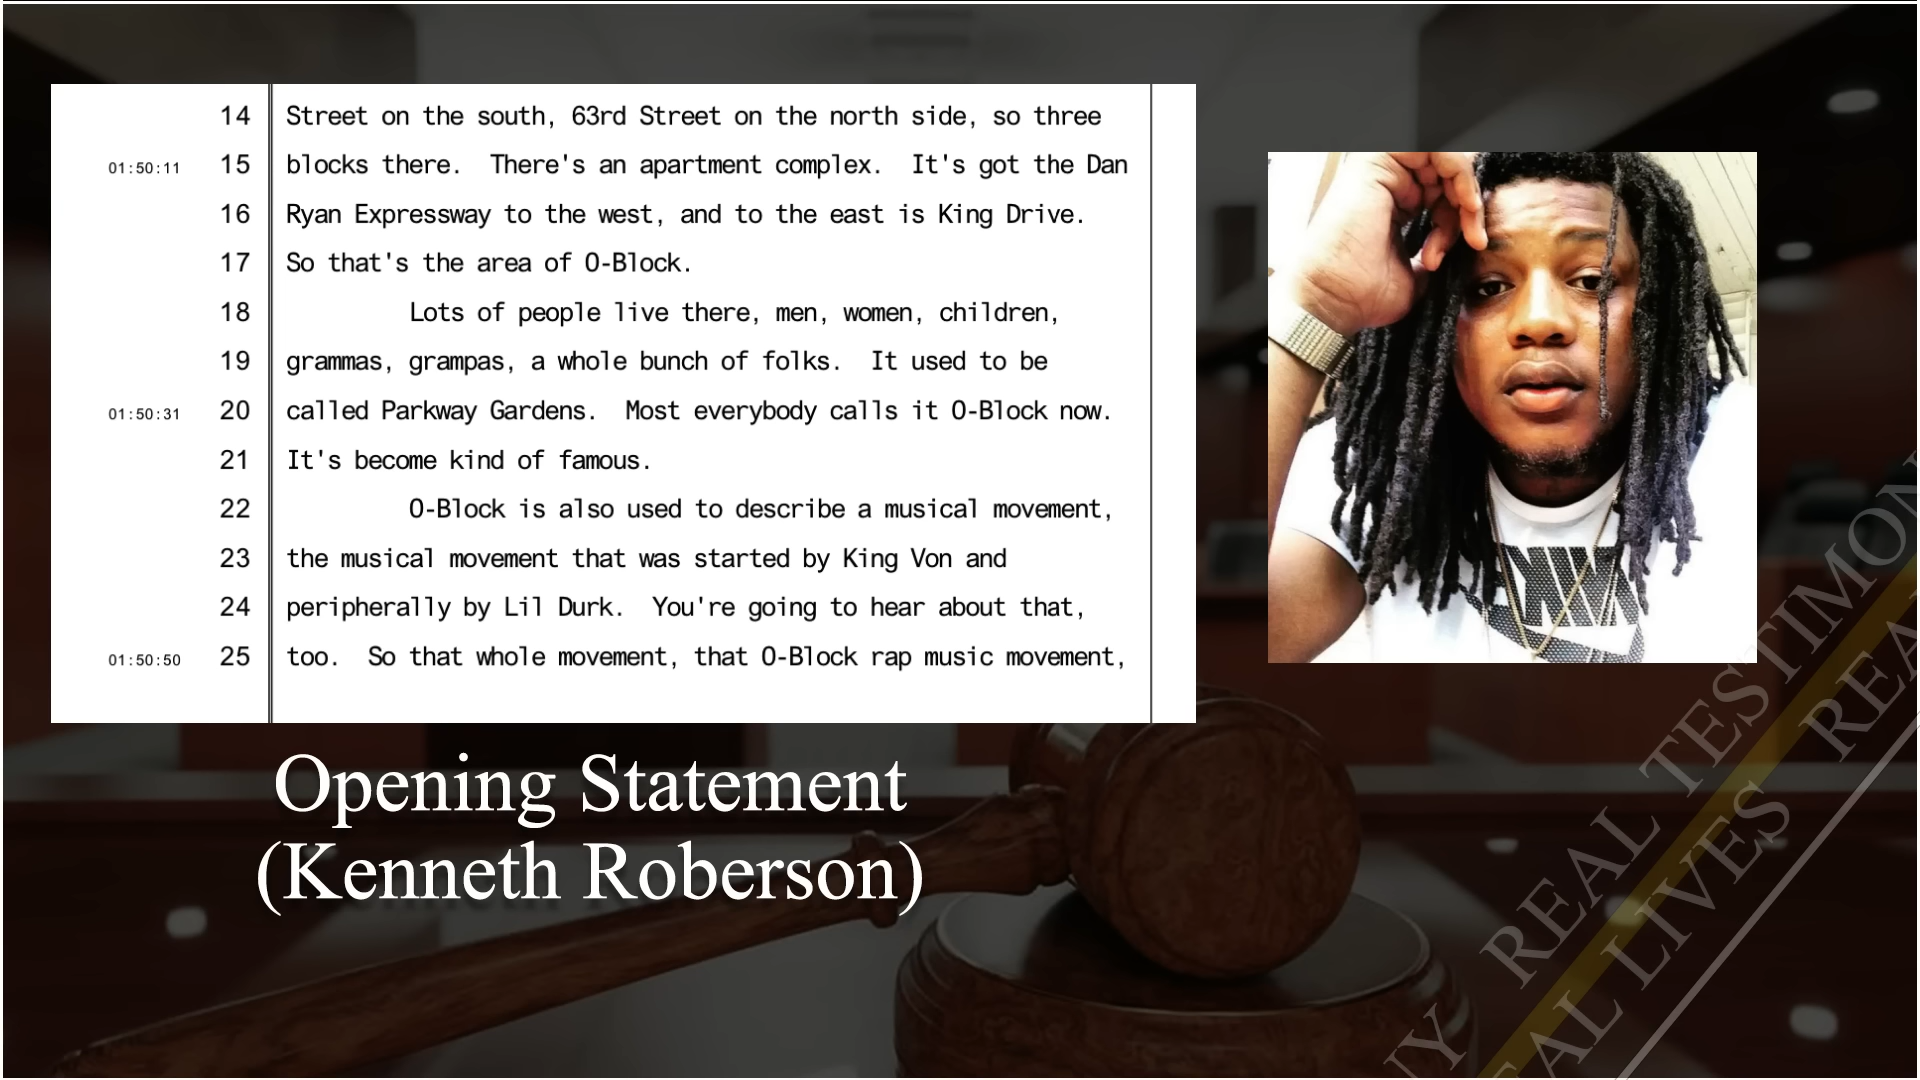 14 Street on the south, 63rd Street on the north side, so three
01:50:11 15 blocks there. There's an apartment complex. It's got the Dan
16 Ryan Expressway to the west, and to the east is King Drive.
17 So that's the area of O-Block.
18 Lots of people live there, men, women, children,
19 grammas, grampas, a whole bunch of folks. It used to be
01:50:31 20 called Parkway Gardens. Most everybody calls it O-Block now.
21 It's become kind of famous.
22 O-Block is also used to describe a musical movement,
23 the musical movement that was started by King Von and
24 peripherally by Lil Durk. You're going to hear about that,
01:50:50 25 too. So that whole movement, that O-Block rap music movement,
Opening Statement
(Kenneth Roberson)
NY REAL TESTIMON
EAL LIVES REA